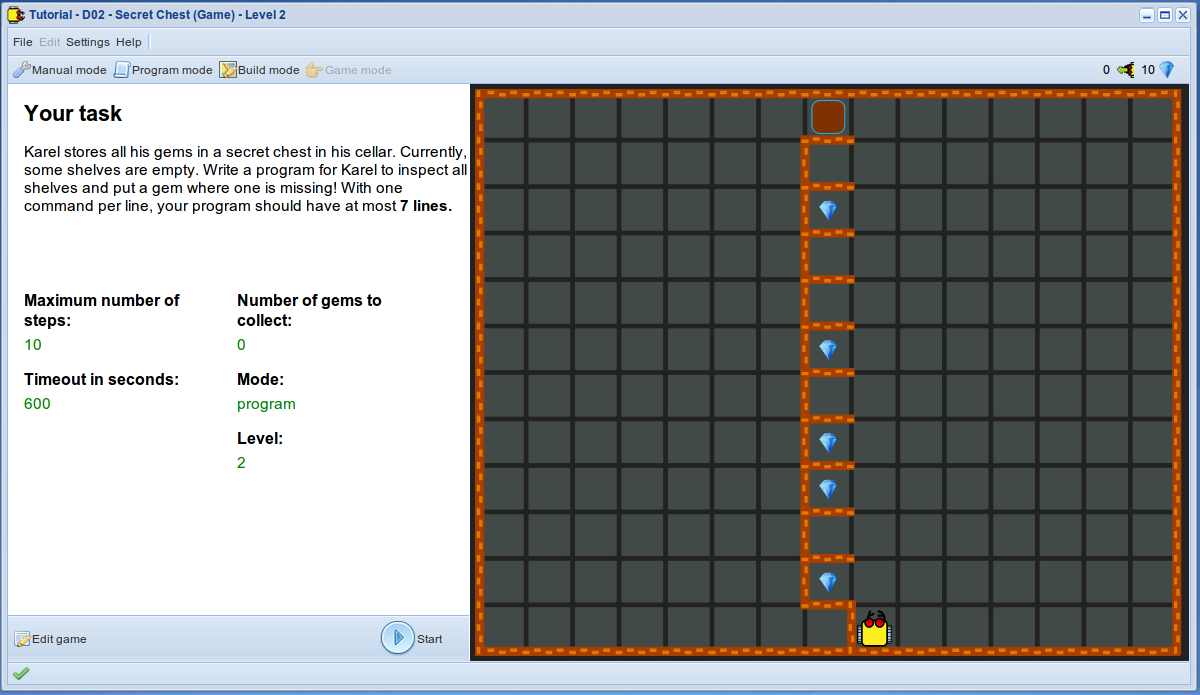 Tutorial - D02 - Secret Chest (Game) - Level 2
File Edit Settings Help
Manual mode Program mode Build mode Game mode 0 10
Your task
Karel stores all his gems in a secret chest in his cellar. Currently,
some shelves are empty. Write a program for Karel to inspect all
shelves and put a gem where one is missing! With one
command per line, your program should have at most 7 lines.
Maximum number of
steps:
10
Number of gems to
collect:
0
Timeout in seconds:
600
Mode:
program
Level:
2
Edit game Start